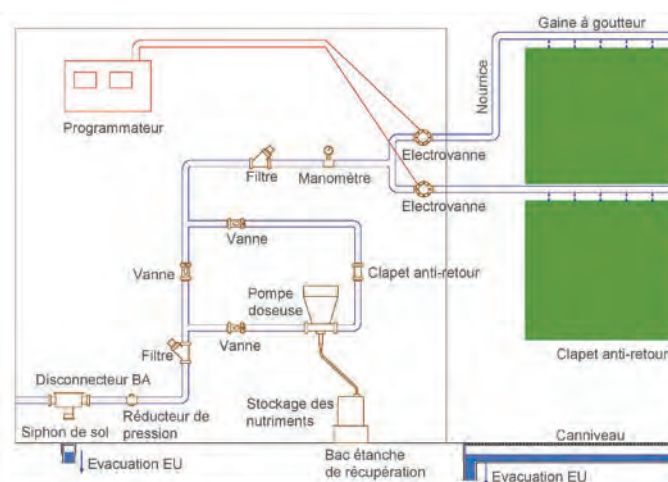 Gaine à goutteur
Nourrice
Programmateur
Electrovanne
Filtre
Manomètre
Electrovanne
Vanne
Vanne
Clapet anti-retour
Pompe
doseuse
Filtre
Vanne
Clapet anti-retour
Disconnecteur BA
Réducteur de
pression
Stockage des
nutriments
Siphon de sol
Canniveau
Evacuation EU
Bac étanche
de récupération
Evacuation EU